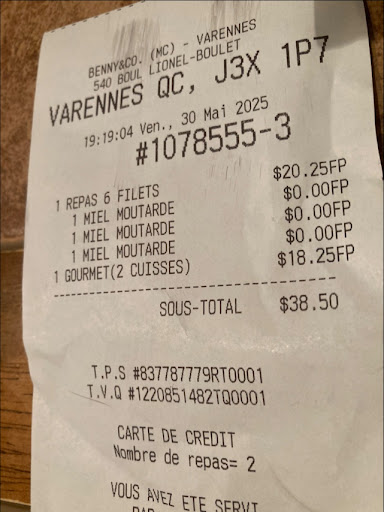 BENNY&CO. (MC) - VARENNES
540 BOUL LIONEL-BOULET
VARENNES QC, J3X 1P7
19:19:04 Ven., 30 Mai 2025
#1078555-3
1 REPAS 6 FILETS $20.25FP
1 MIEL MOUTARDE $0.00FP
1 MIEL MOUTARDE $0.00FP
1 MIEL MOUTARDE $0.00FP
1 GOURMET(2 CUISSES) $18.25FP
SOUS-TOTAL $38.50
T.P.S #837787779RT0001
T.V.Q #1220851482TQ0001
CARTE DE CREDIT
Nombre de repas= 2
VOUS AVEZ ETE SERVI
PAR